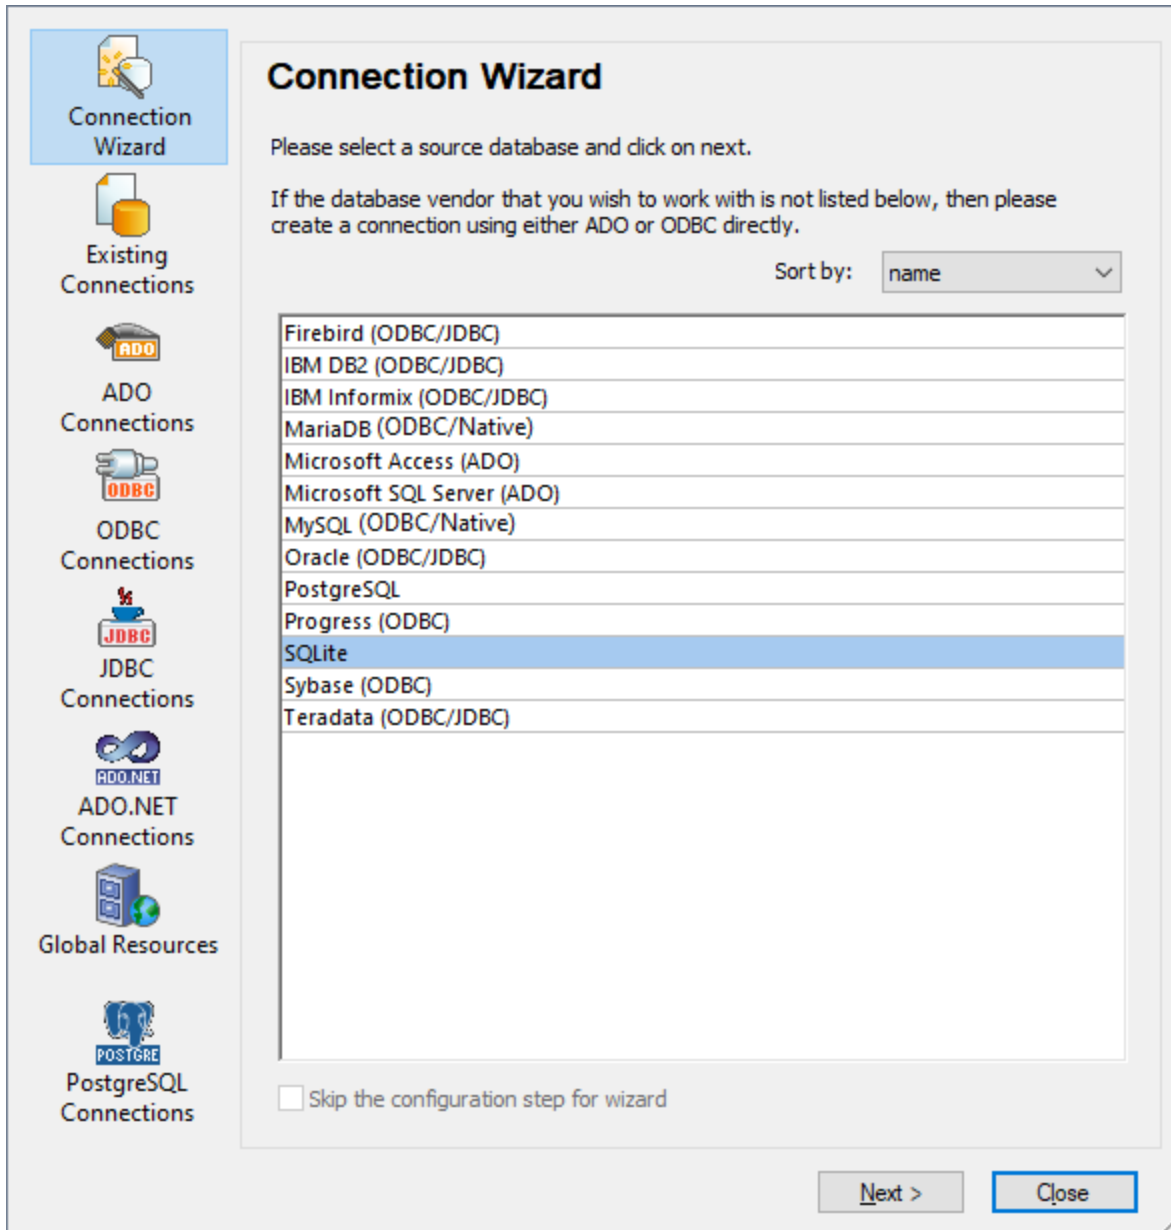 Connection
Wizard
Existing
Connections
ADO
ADO
Connections
ODBC
ODBC
Connections
JDBC
JDBC
Connections
ADO.NET
ADO.NET
Connections
Global Resources
POSTGRE
PostgreSQL
Connections
Connection Wizard
Please select a source database and click on next.
If the database vendor that you wish to work with is not listed below, then please
create a connection using either ADO or ODBC directly.
Sort by: name
Firebird (ODBC/JDBC)
IBM DB2 (ODBC/JDBC)
IBM Informix (ODBC/JDBC)
MariaDB (ODBC/Native)
Microsoft Access (ADO)
Microsoft SQL Server (ADO)
MySQL (ODBC/Native)
Oracle (ODBC/JDBC)
PostgreSQL
Progress (ODBC)
SQLite
Sybase (ODBC)
Teradata (ODBC/JDBC)
Skip the configuration step for wizard
Next > Close